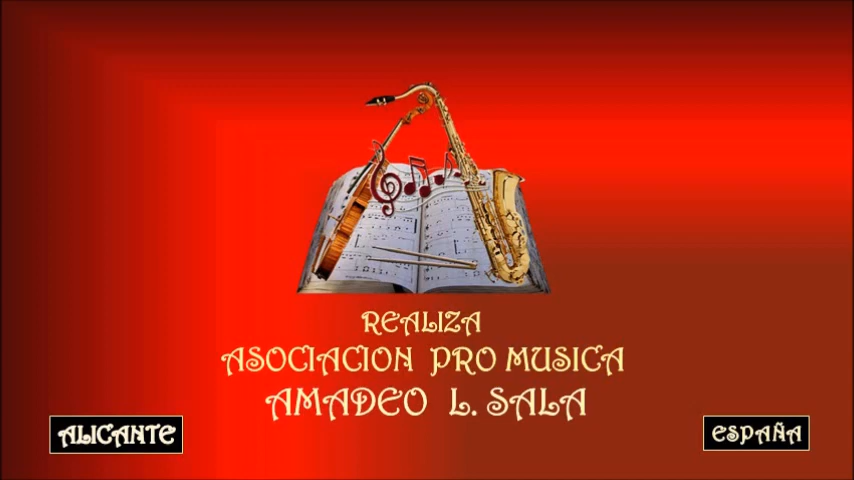 REALIZA
ASOCIACION PRO MUSICA
AMADEO L. SALA
ALICANTE
ESPAÑA